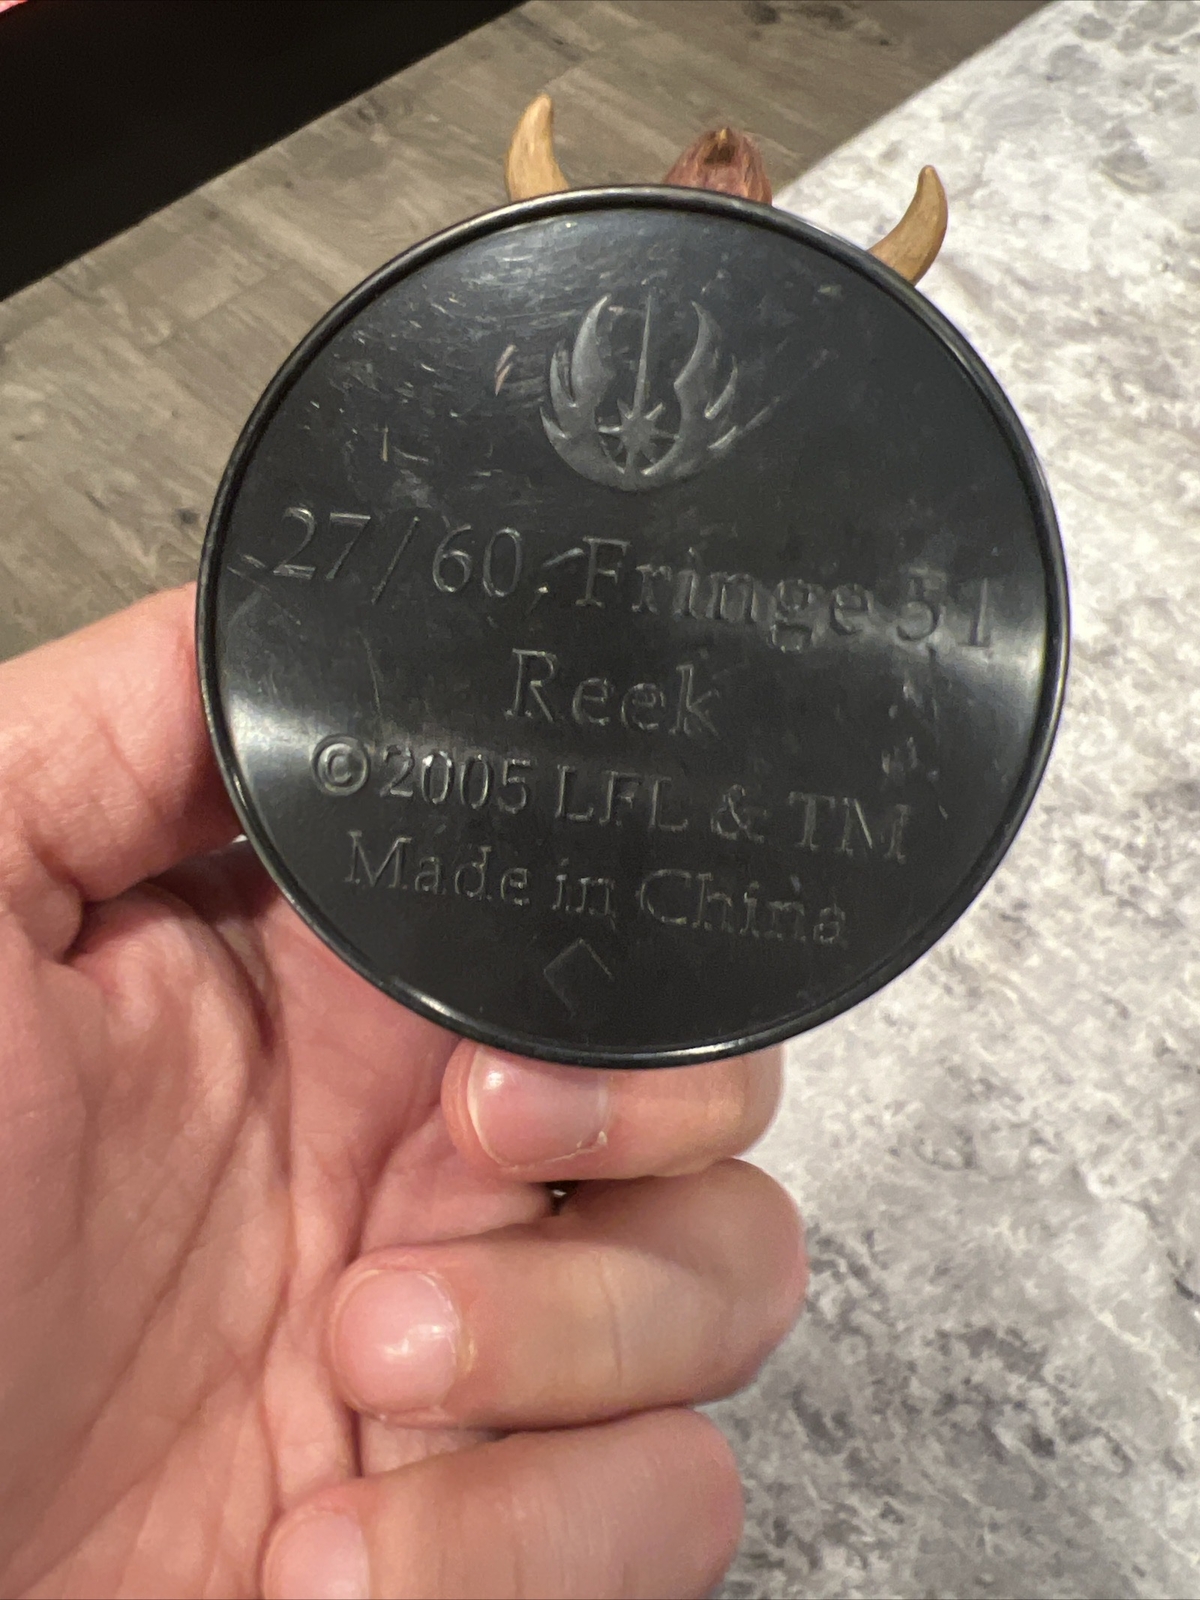 27/60, Fringe 51
Reek
©2005 LFL & TM
Made in China